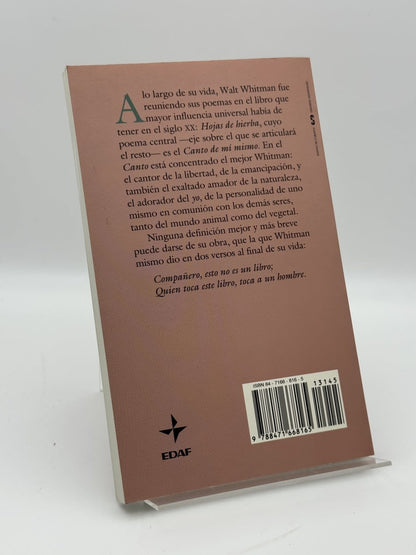 A lo largo de su vida, Walt Whitman fue
reuniendo sus poemas en el libro que
mayor influencia universal había de
tener en el siglo XX: Hojas de hierba, cuyo
poema central —eje sobre el que se articulará
el resto— es el Canto de mí mismo. En el
Canto está concentrado el mejor Whitman:
el cantor de la libertad, de la emancipación, y
también el exaltado amador de la naturaleza,
el adorador del yo, de la personalidad de uno
mismo en comunión con los demás seres,
tanto del mundo animal como del vegetal.
Ninguna definición mejor y más breve
puede darse de su obra, que la que Whitman
mismo dio en dos versos al final de su vida:
Compañero, esto no es un libro;
Quien toca este libro, toca a un hombre.
EDAF
ISBN 84-7166-816-5
13145
9 788471 668165